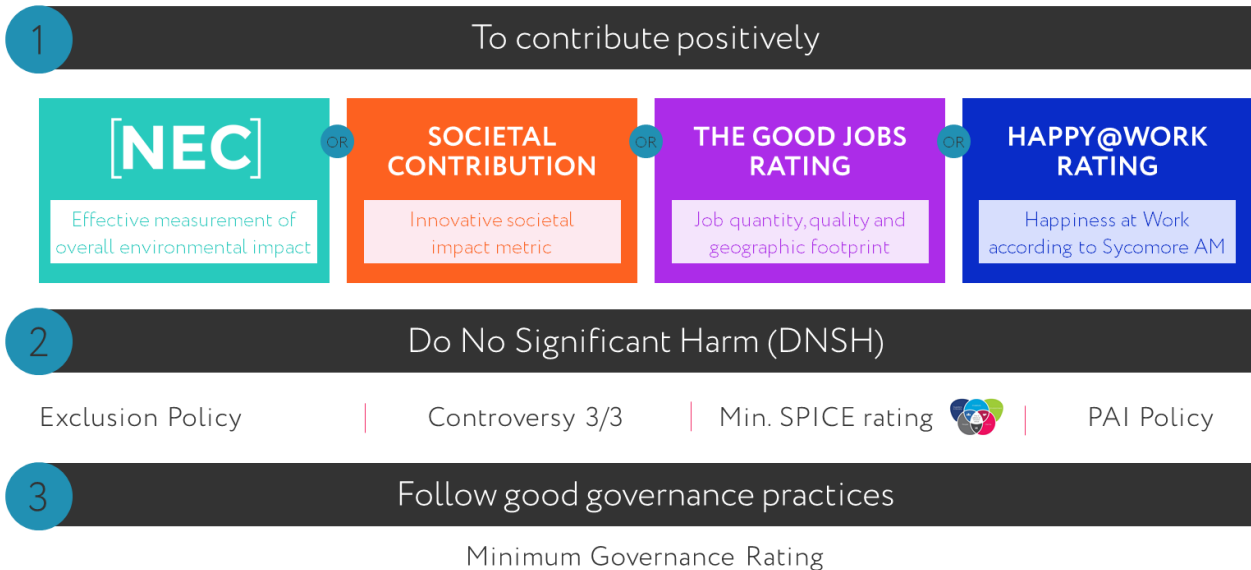 1
To contribute positively
[NEC]
Effective measurement of
overall environmental impact
OR
SOCIETAL
CONTRIBUTION
Innovative societal
impact metric
OR
THE GOOD JOBS
RATING
Job quantity, quality and
geographic footprint
OR
HAPPY@WORK
RATING
Happiness at Work
according to Sycomore AM
2
Do No Significant Harm (DNSH)
Exclusion Policy
Controversy 3/3
Min. SPICE rating
PAI Policy
3
Follow good governance practices
Minimum Governance Rating